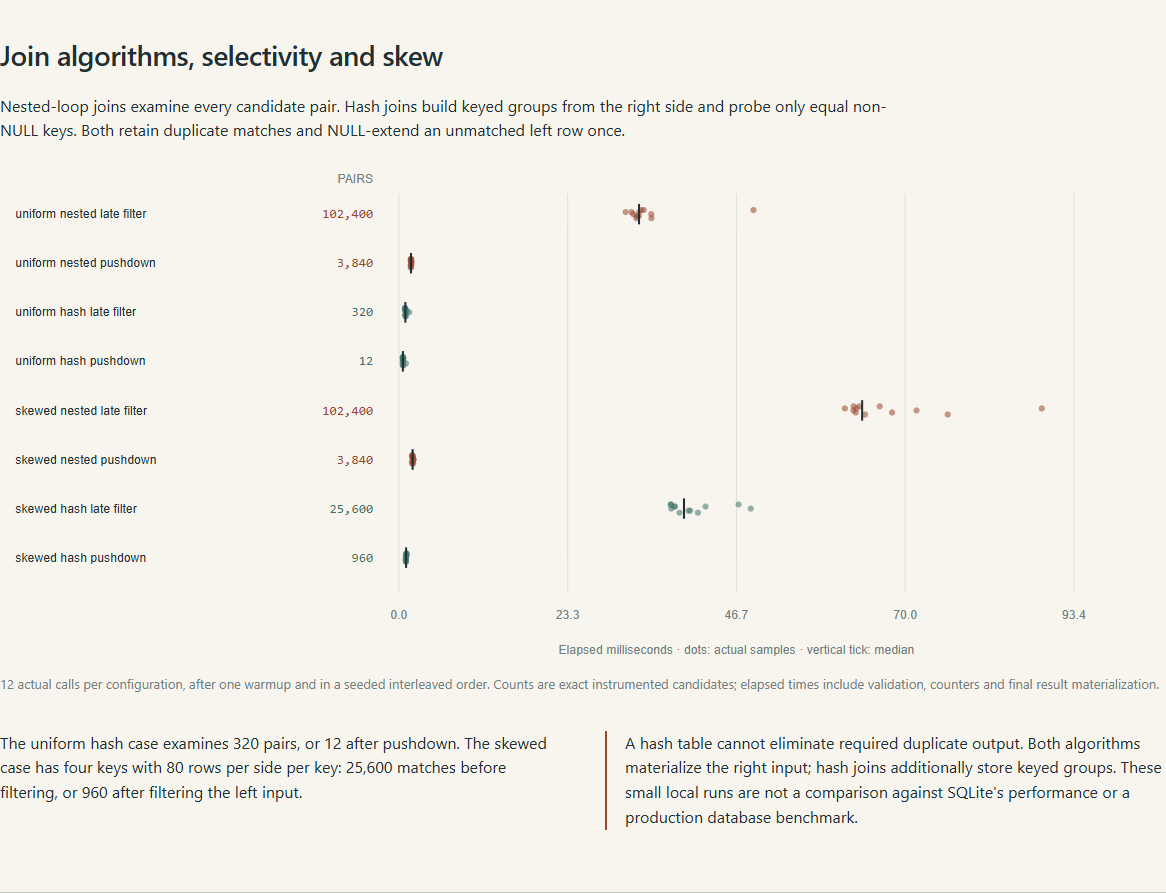 Join algorithms, selectivity and skew
Nested-loop joins examine every candidate pair. Hash joins build keyed groups from the right side and probe only equal non-
NULL keys. Both retain duplicate matches and NULL-extend an unmatched left row once.
PAIRS
uniform nested late filter 102,400
uniform nested pushdown 3,840
uniform hash late filter 320
uniform hash pushdown 12
skewed nested late filter 102,400
skewed nested pushdown 3,840
skewed hash late filter 25,600
skewed hash pushdown 960
0.0 23.3 46.7 70.0 93.4
Elapsed milliseconds · dots: actual samples · vertical tick: median
12 actual calls per configuration, after one warmup and in a seeded interleaved order. Counts are exact instrumented candidates; elapsed times include validation, counters and final result materialization.
The uniform hash case examines 320 pairs, or 12 after pushdown. The skewed
case has four keys with 80 rows per side per key: 25,600 matches before
filtering, or 960 after filtering the left input.
A hash table cannot eliminate required duplicate output. Both algorithms
materialize the right input; hash joins additionally store keyed groups. These
small local runs are not a comparison against SQLite's performance or a
production database benchmark.